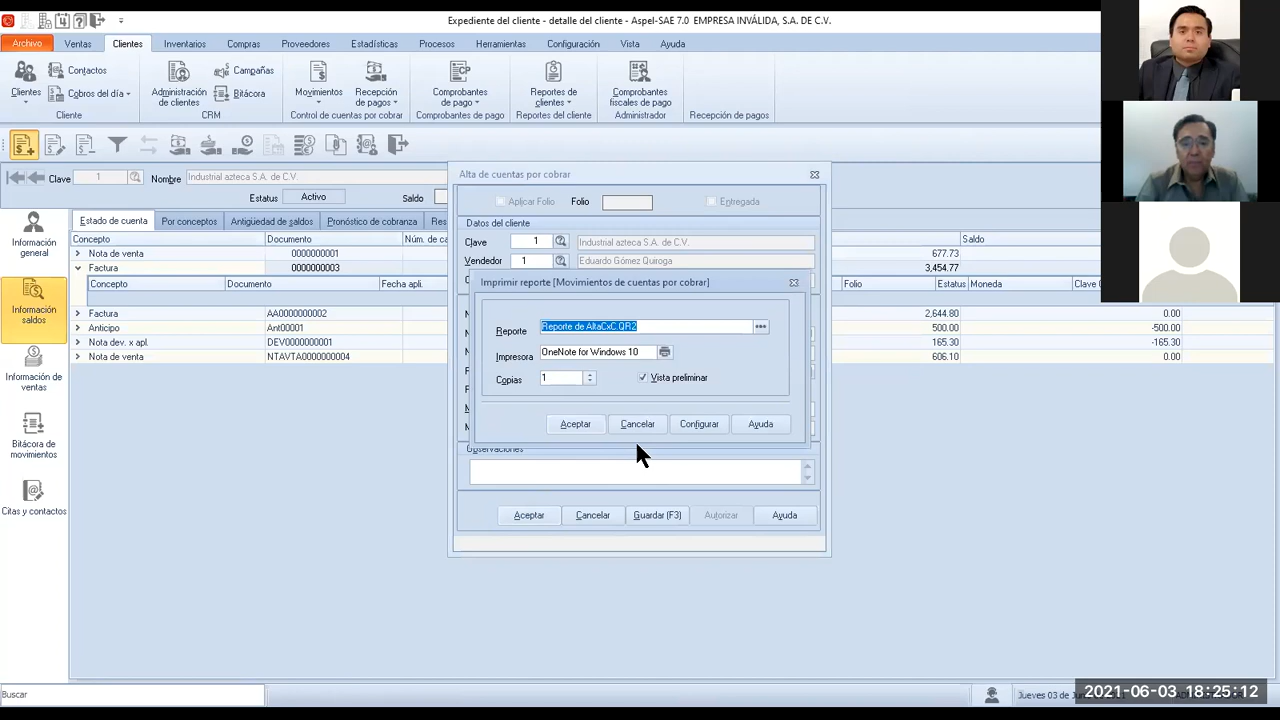 Expediente del cliente - detalle del cliente - Aspel-SAE 7.0 EMPRESA INVÁLIDA, S.A. DE C.V.
Archivo Ventas Clientes Inventarios Compras Proveedores Estadísticas Procesos Herramientas Configuración Vista Ayuda
Clientes
Contactos
Cobros del día
Cliente
Administración de clientes
Campañas
Bitácora
CRM
Movimientos
Recepción de pagos
Control de cuentas por cobrar
Comprobantes de pago
Comprobantes de pago
Reportes de clientes
Reportes del cliente
Comprobantes fiscales de pago
Administrador
Recepción de pagos
Clave 1 Nombre Industrial azteca S.A. de C.V.
Estatus Activo Saldo
Estado de cuenta Por conceptos Antigüedad de saldos Pronóstico de cobranza Res
Concepto Documento Núm. de ca Saldo
Nota de venta 0000000001 677.73
Factura 0000000003 3,454.77
Concepto Documento Fecha apli. Folio Estatus Moneda Clave
Factura AA0000000002 2,644.80 0.00
Anticipo Ant00001 500.00 -500.00
Nota dev. x apl. DEV0000000001 165.30 -165.30
Nota de venta NTAVTA0000000004 606.10 0.00
Información general
Información saldos
Información de ventas
Bitácora de movimientos
Citas y contactos
Alta de cuentas por cobrar
Aplicar Folio Folio Entregada
Datos del cliente
Clave 1 Industrial azteca S.A. de C.V.
Vendedor 1 Eduardo Gómez Quiroga
Imprimir reporte [Movimientos de cuentas por cobrar]
Reporte Reporte de AltaCxC.QR2
Impresora OneNote for Windows 10
Copias 1 Vista preliminar
Aceptar Cancelar Configurar Ayuda
Observaciones
Aceptar Cancelar Guardar (F3) Autorizar Ayuda
Buscar
Jueves 03 de
2021-06-03 18:25:12